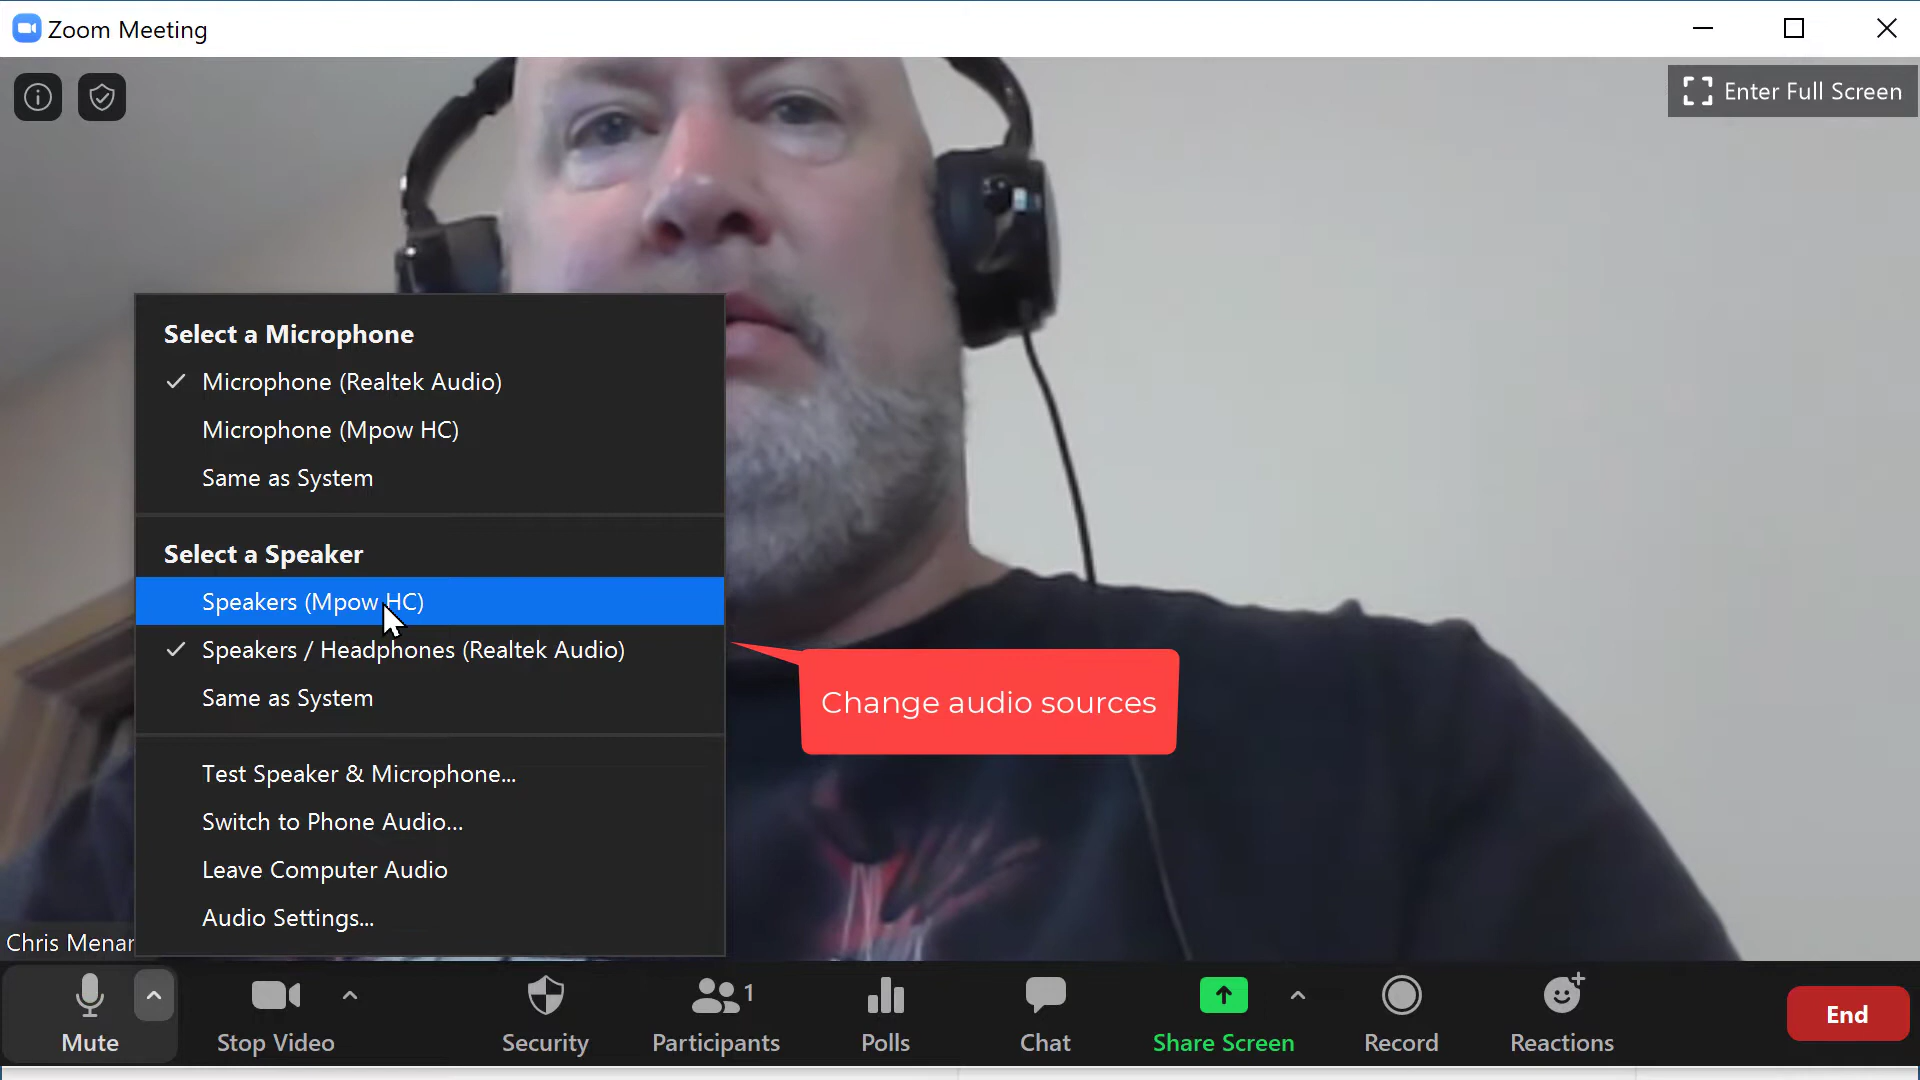 Zoom Meeting
Enter Full Screen
Select a Microphone
Microphone (Realtek Audio)
Microphone (Mpow HC)
Same as System
Select a Speaker
Speakers (Mpow HC)
Speakers / Headphones (Realtek Audio)
Same as System
Change audio sources
Test Speaker & Microphone...
Switch to Phone Audio...
Leave Computer Audio
Audio Settings...
Chris Menar
1
Mute
Stop Video
Security
Participants
Polls
Chat
Share Screen
Record
Reactions
End